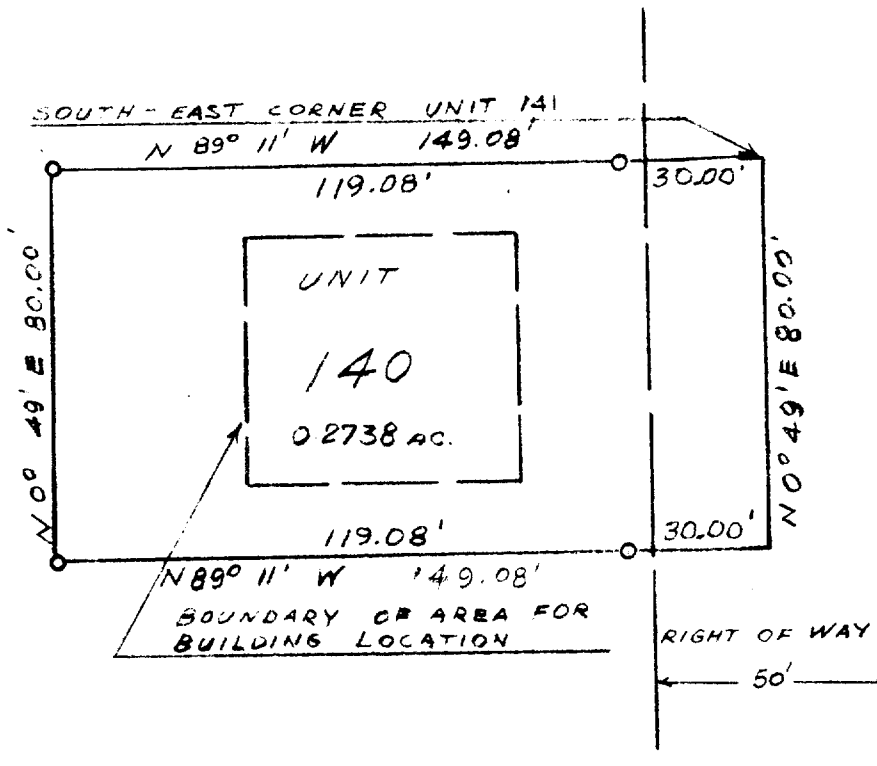 SOUTH-EAST CORNER UNIT 141
N 89° 11' W 149.08'
119.08'
30.00'
N 0° 49' E 80.00'
UNIT
140
0.2738 AC.
N 0° 49' E 80.00'
119.08'
30.00'
N 89° 11' W 149.08'
BOUNDARY OF AREA FOR
BUILDING LOCATION
RIGHT OF WAY
50'